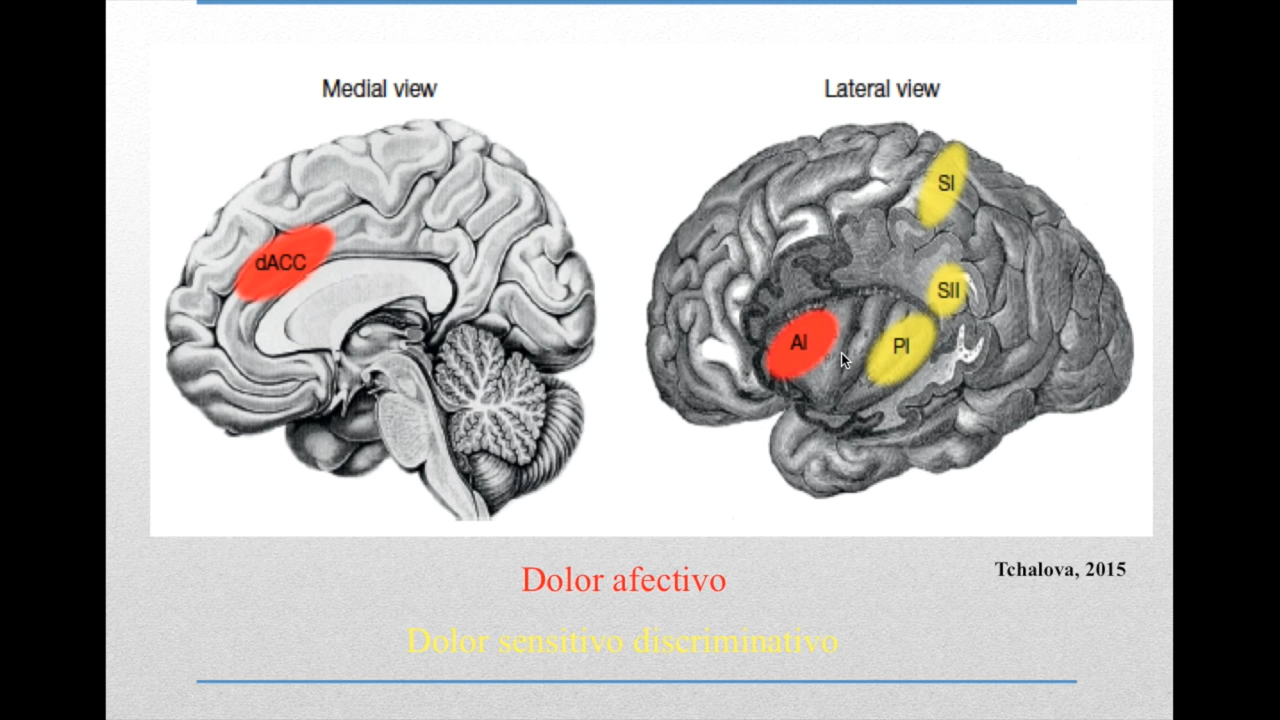 Medial view
Lateral view
dACC
SI
SII
AI
PI
Tchalova, 2015
Dolor afectivo
Dolor sensitivo discriminativo